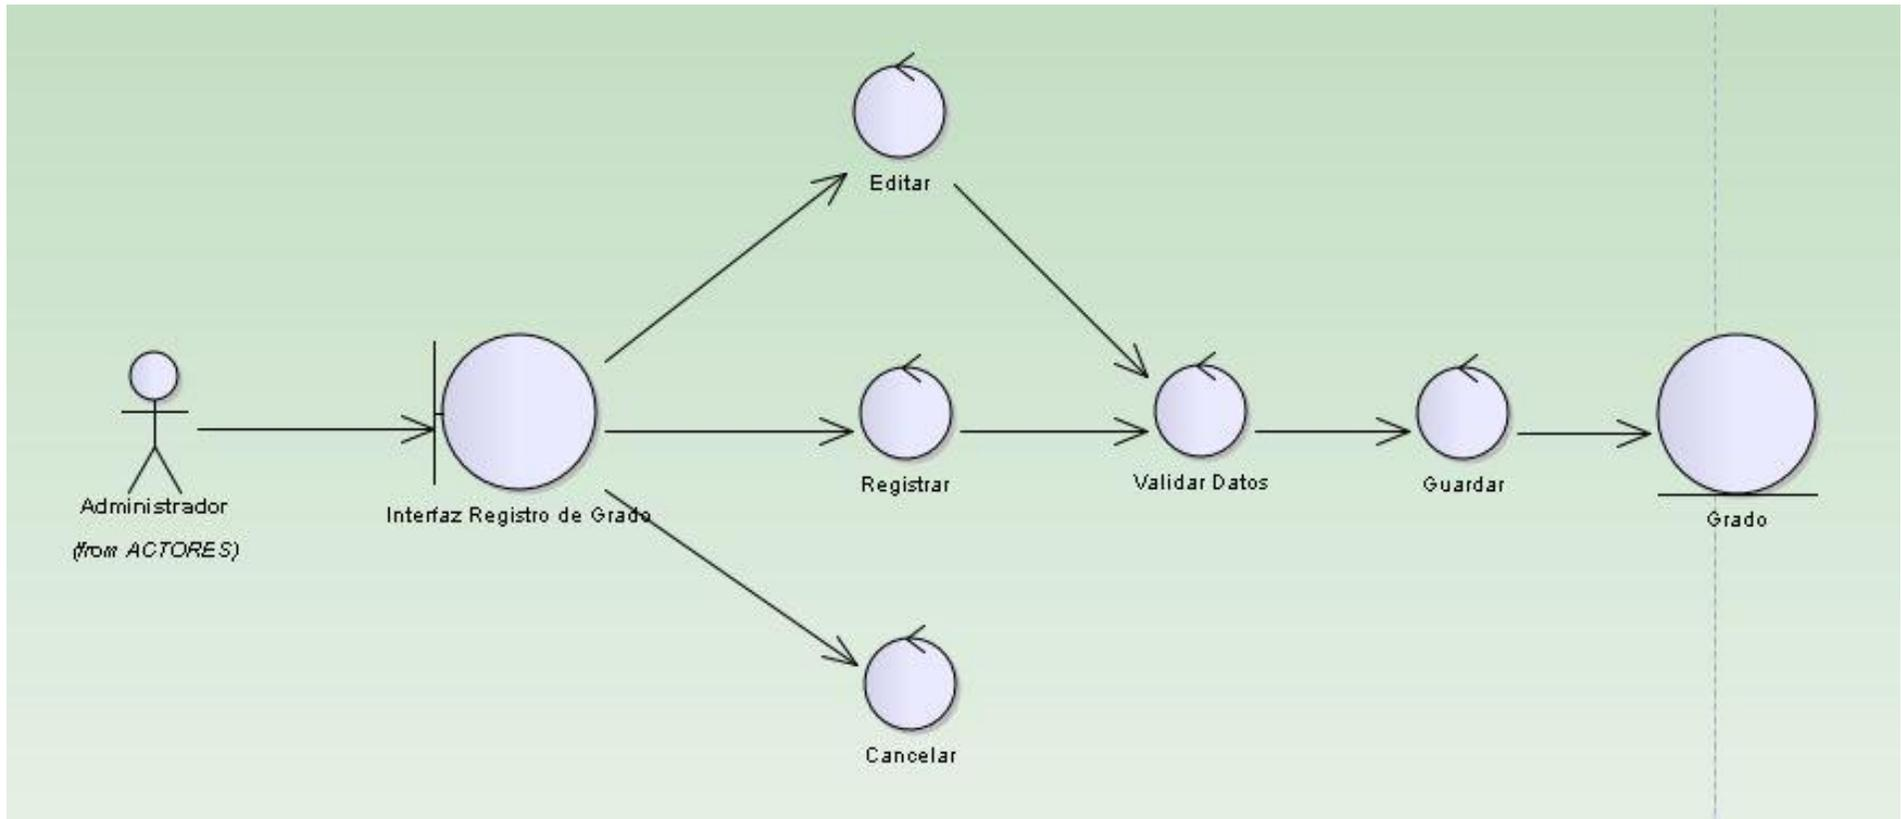 Editar
Administrador
(from ACTORES)
Interfaz Registro de Grado
Registrar
Validar Datos
Guardar
Grado
Cancelar